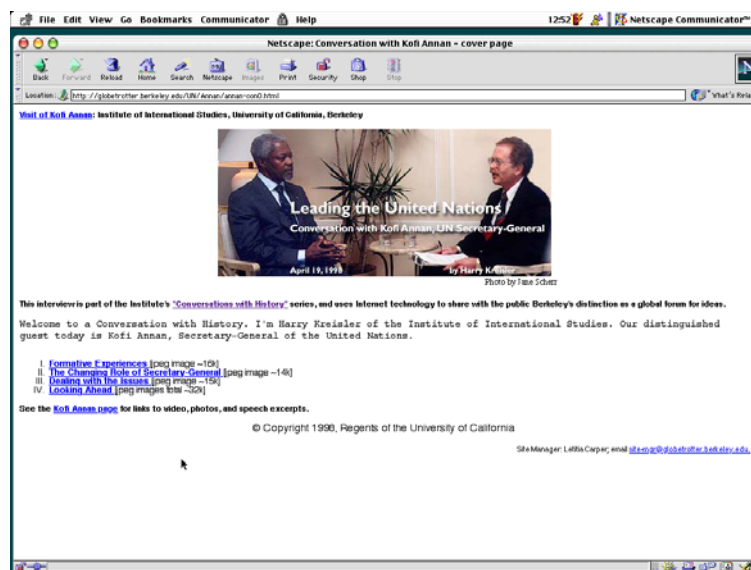 File Edit View Go Bookmarks Communicator Help 12:52 Netscape Communicator™
Netscape: Conversation with Kofi Annan – cover page
Back Forward Reload Home Search Netscape Images Print Security Shop Stop
Location: http://globetrotter.berkeley.edu/UN/Annan/annan-con0.html What's Rela
Visit of Kofi Annan: Institute of International Studies, University of California, Berkeley
Leading the United Nations
Conversation with Kofi Annan, UN Secretary-General
April 19, 1998 by Harry Kreisler
Photo by Jane Scherr
This interview is part of the Institute's "Conversations with History" series, and uses Internet technology to share with the public Berkeley's distinction as a global forum for ideas.
Welcome to a Conversation with History. I'm Harry Kreisler of the Institute of International Studies. Our distinguished
guest today is Kofi Annan, Secretary-General of the United Nations.
I. Formative Experiences [jpeg image ~16k]
II. The Changing Role of Secretary-General [jpeg image ~14k]
III. Dealing with the Issues [jpeg image ~15k]
IV. Looking Ahead [jpeg images total ~32k]
See the Kofi Annan page for links to video, photos, and speech excerpts.
© Copyright 1998, Regents of the University of California
Site Manager: Letitia Carper; email site-mgr@globetrotter.berkeley.edu.